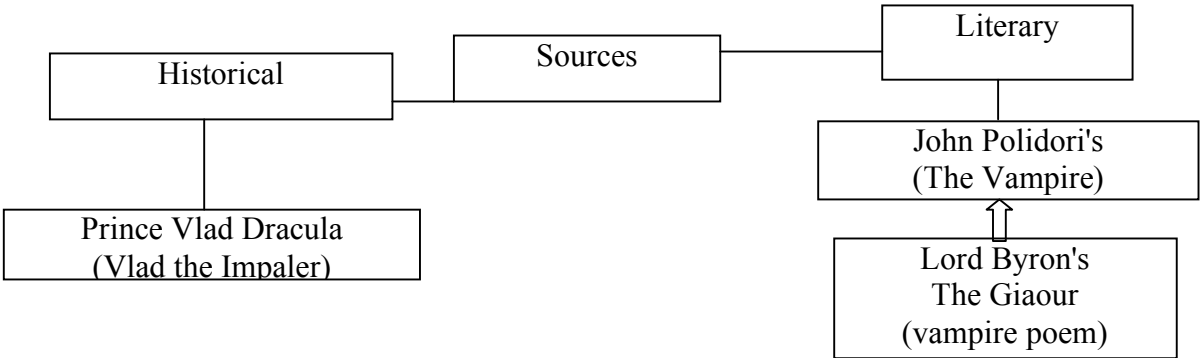 Literary
Sources
Historical
John Polidori's
(The Vampire)
Prince Vlad Dracula
(Vlad the Impaler)
Lord Byron's
The Giaour
(vampire poem)